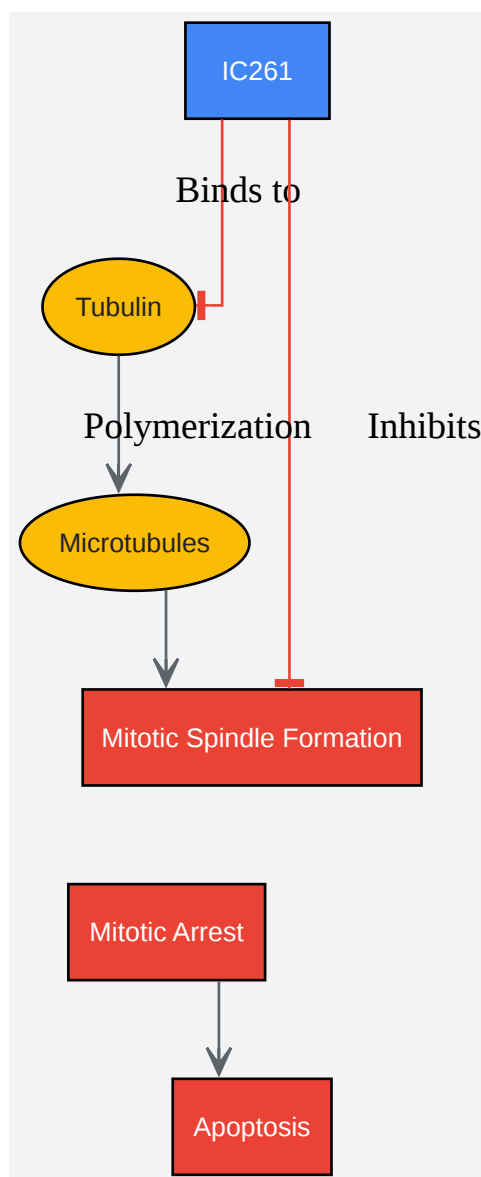 IC261
Binds to
Tubulin
Polymerization
Inhibits
Microtubules
Mitotic Spindle Formation
Mitotic Arrest
Apoptosis